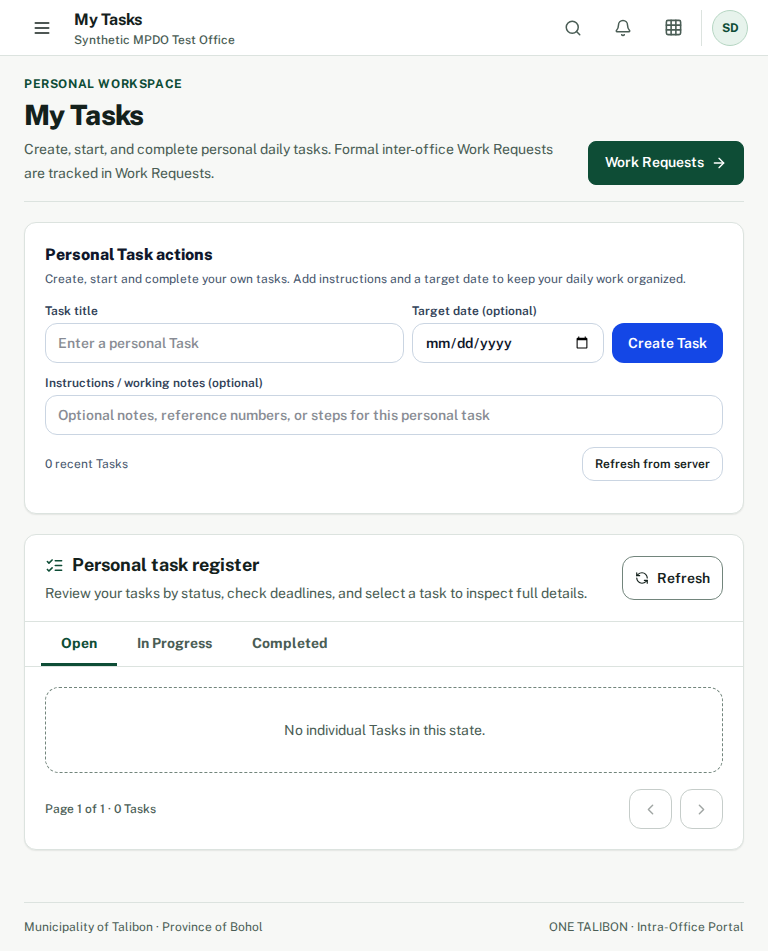 My Tasks
Synthetic MPDO Test Office
SD
PERSONAL WORKSPACE
My Tasks
Create, start, and complete personal daily tasks. Formal inter-office Work Requests
are tracked in Work Requests.
Work Requests
Personal Task actions
Create, start and complete your own tasks. Add instructions and a target date to keep your daily work organized.
Task title
Target date (optional)
Enter a personal Task
mm/dd/yyyy
Create Task
Instructions / working notes (optional)
Optional notes, reference numbers, or steps for this personal task
0 recent Tasks
Refresh from server
Personal task register
Review your tasks by status, check deadlines, and select a task to inspect full details.
Refresh
Open
In Progress
Completed
No individual Tasks in this state.
Page 1 of 1 · 0 Tasks
Municipality of Talibon · Province of Bohol
ONE TALIBON · Intra-Office Portal